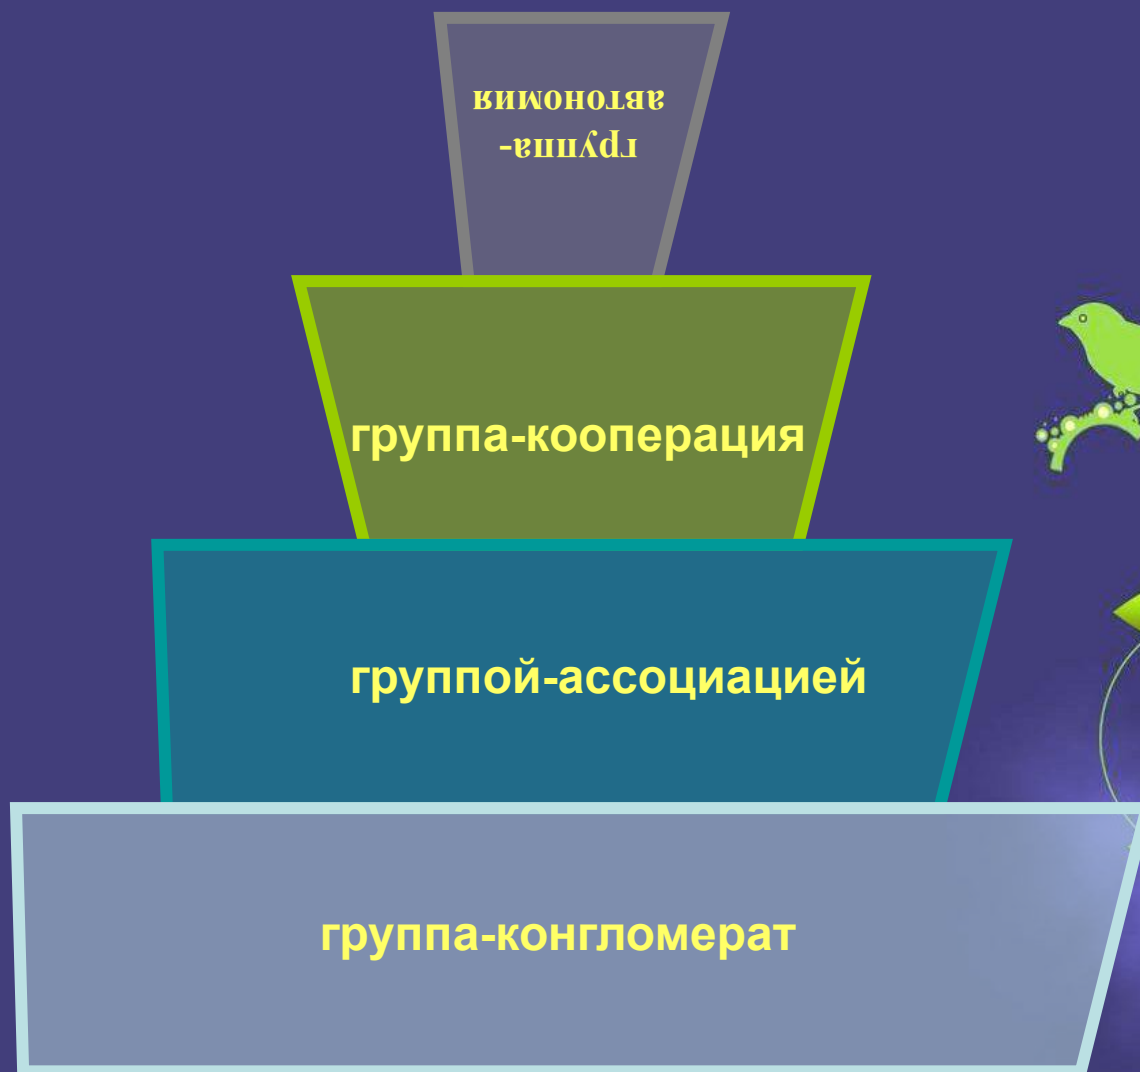 группа-
автономия
группа-кооперация
группой-ассоциацией
группа-конгломерат